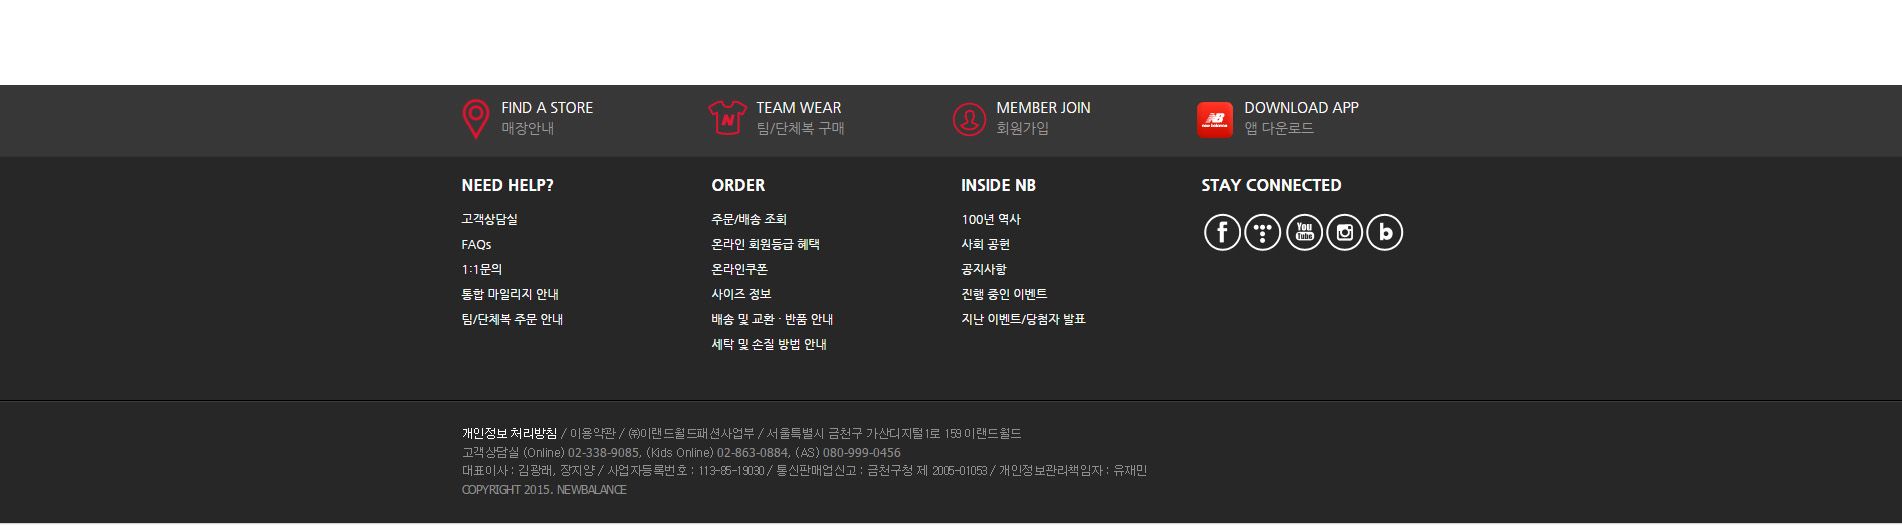 FIND A STORE
매장안내
TEAM WEAR
팀/단체복 구매
MEMBER JOIN
회원가입
DOWNLOAD APP
앱 다운로드
NEED HELP?
고객상담실
FAQs
1:1문의
통합 마일리지 안내
팀/단체복 주문 안내
ORDER
주문/배송 조회
온라인 회원등급 혜택
온라인쿠폰
사이즈 정보
배송 및 교환 · 반품 안내
세탁 및 손질 방법 안내
INSIDE NB
100년 역사
사회 공헌
공지사항
진행 중인 이벤트
지난 이벤트/당첨자 발표
STAY CONNECTED
You
Tube
개인정보 처리방침 / 이용약관 / ㈜이랜드월드패션사업부 / 서울특별시 금천구 가산디지털1로 159 이랜드월드
고객상담실 (Online) 02-338-9085, (Kids Online) 02-863-0884, (AS) 080-999-0456
대표이사 : 김광래, 장지양 / 사업자등록번호 : 113-85-19030 / 통신판매업신고 : 금천구청 제 2005-01053 / 개인정보관리책임자 : 유재민
COPYRIGHT 2015. NEWBALANCE